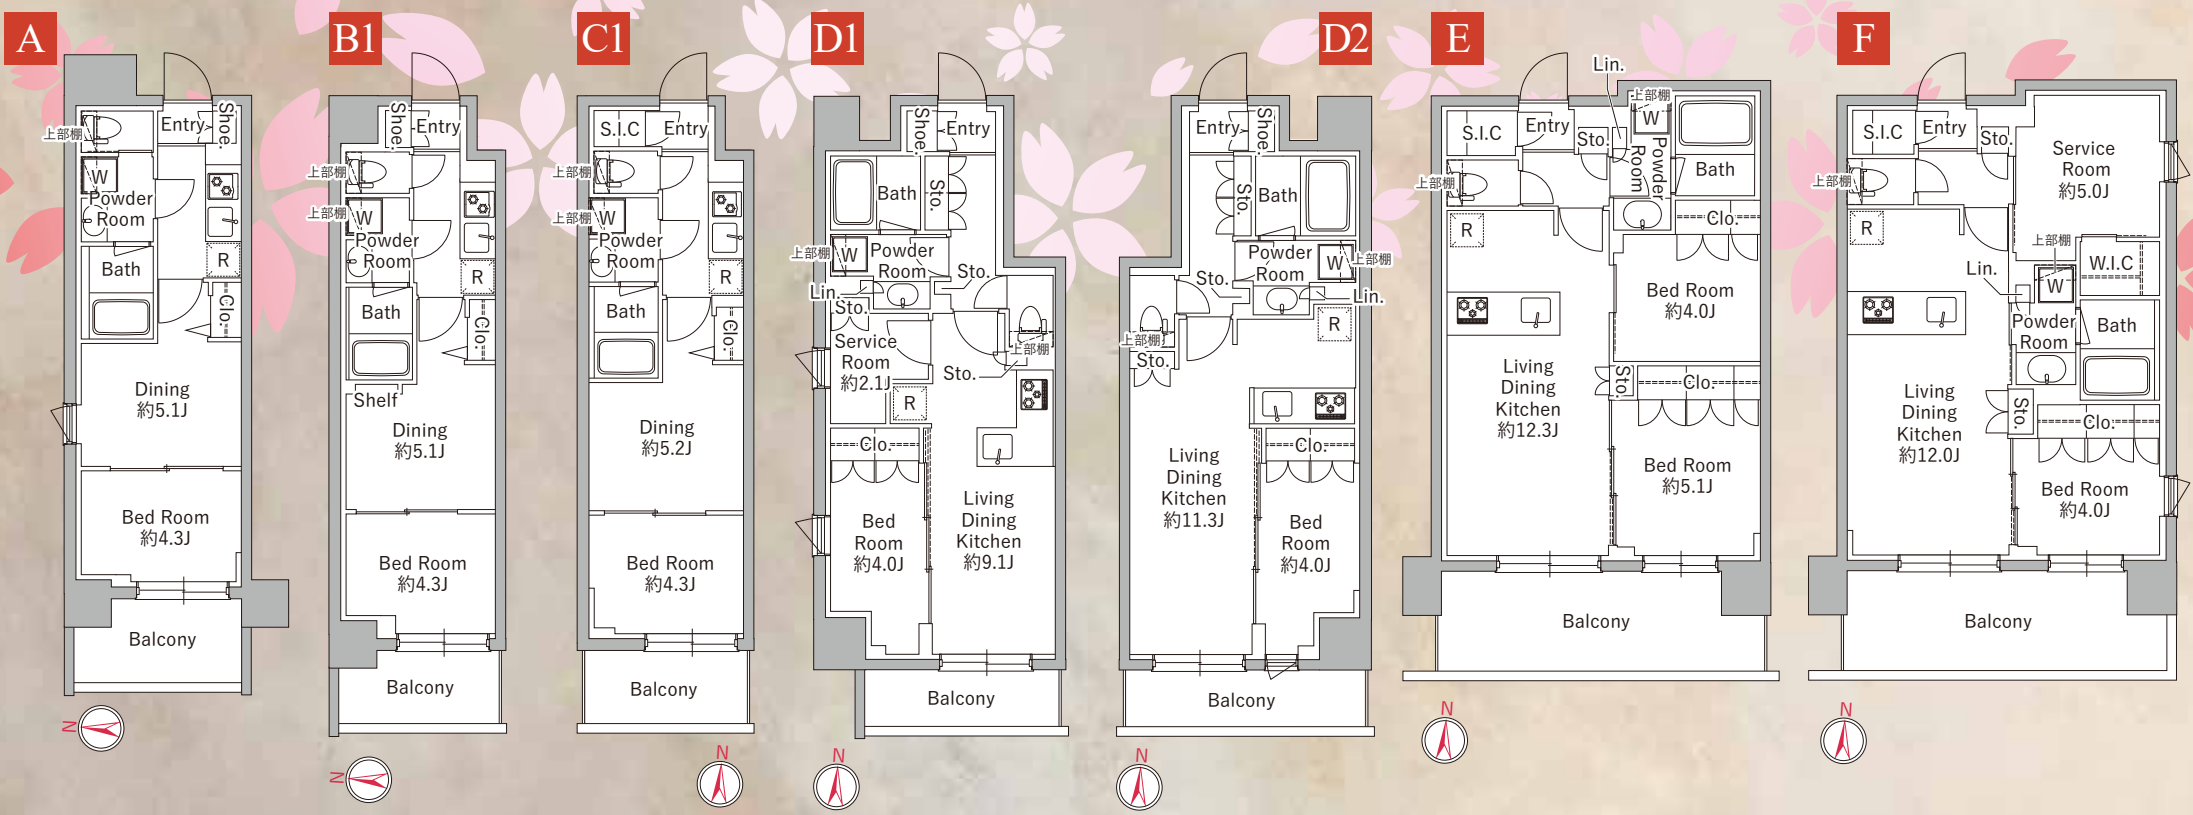 A
上部棚
Entry
Shoe.
W
Powder
Room
Bath
R
Clo.
Dining
約5.1J
Bed Room
約4.3J
Balcony
N
B1
Shoe.
Entry
上部棚
上部棚
W
Powder
Room
R
Bath
Clo.
Shelf
Dining
約5.1J
Bed Room
約4.3J
Balcony
N
C1
S.I.C
Entry
上部棚
上部棚
W
Powder
Room
R
Bath
Clo.
Dining
約5.2J
Bed Room
約4.3J
Balcony
N
D1
Shoe.
Entry
Bath
Sto.
上部棚
W
Powder
Room
Lin.
Sto.
Sto.
Service
Room
約2.1J
上部棚
Sto.
R
Clo.
Bed
Room
約4.0J
Living
Dining
Kitchen
約9.1J
Balcony
N
D2
Entry
Shoe.
Sto.
Bath
Powder
Room
W
上部棚
Sto.
Lin.
上部棚
Sto.
R
Clo.
Living
Dining
Kitchen
約11.3J
Bed
Room
約4.0J
Balcony
N
E
Lin.
S.I.C
Entry
Sto.
上部棚
W
Powder
Room
Bath
上部棚
R
Clo.
Bed Room
約4.0J
Living
Dining
Kitchen
約12.3J
Sto.
Clo.
Bed Room
約5.1J
Balcony
N
F
S.I.C
Entry
Sto.
Service
Room
約5.0J
上部棚
R
上部棚
Lin.
W
W.I.C
Powder
Room
Bath
Living
Dining
Kitchen
約12.0J
Sto.
Clo.
Bed Room
約4.0J
Balcony
N